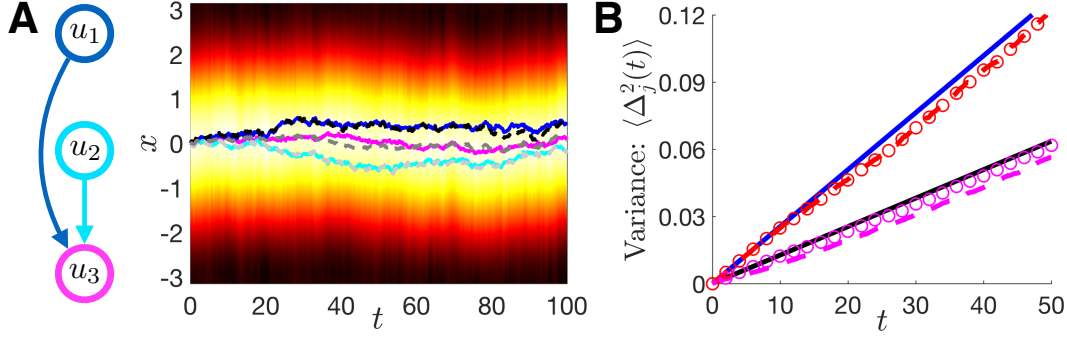 A
u₁
u₂
u₃
x
3
2
1
0
-1
-2
-3
0 20 40 60 80 100
t
B
Variance: ⟨Δ²ⱼ(t)⟩
0.12
0.09
0.06
0.03
0
0 10 20 30 40 50
t